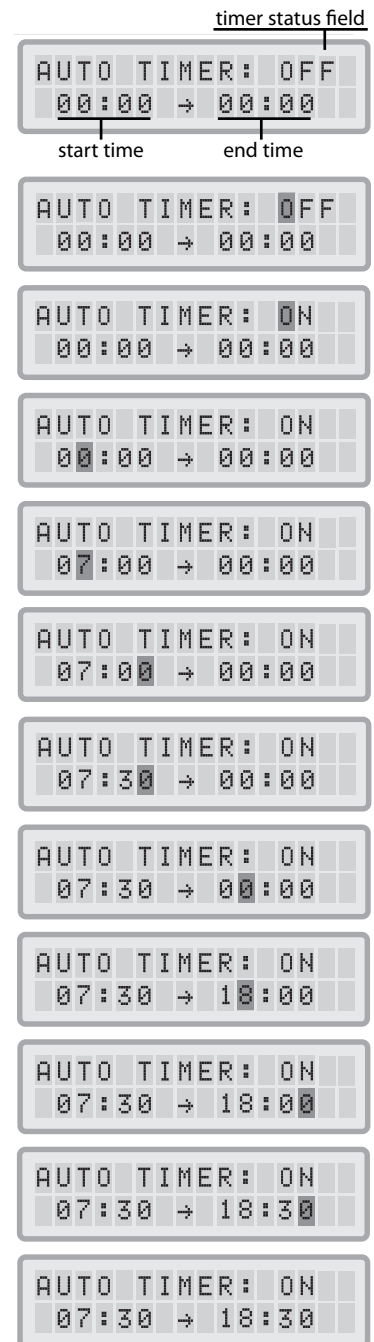 timer status field
AUTO TIMER: OFF
00:00 → 00:00
start time end time
AUTO TIMER: OFF
00:00 → 00:00
AUTO TIMER: ON
00:00 → 00:00
AUTO TIMER: ON
00:00 → 00:00
AUTO TIMER: ON
07:00 → 00:00
AUTO TIMER: ON
07:00 → 00:00
AUTO TIMER: ON
07:30 → 00:00
AUTO TIMER: ON
07:30 → 00:00
AUTO TIMER: ON
07:30 → 18:00
AUTO TIMER: ON
07:30 → 18:00
AUTO TIMER: ON
07:30 → 18:30
AUTO TIMER: ON
07:30 → 18:30